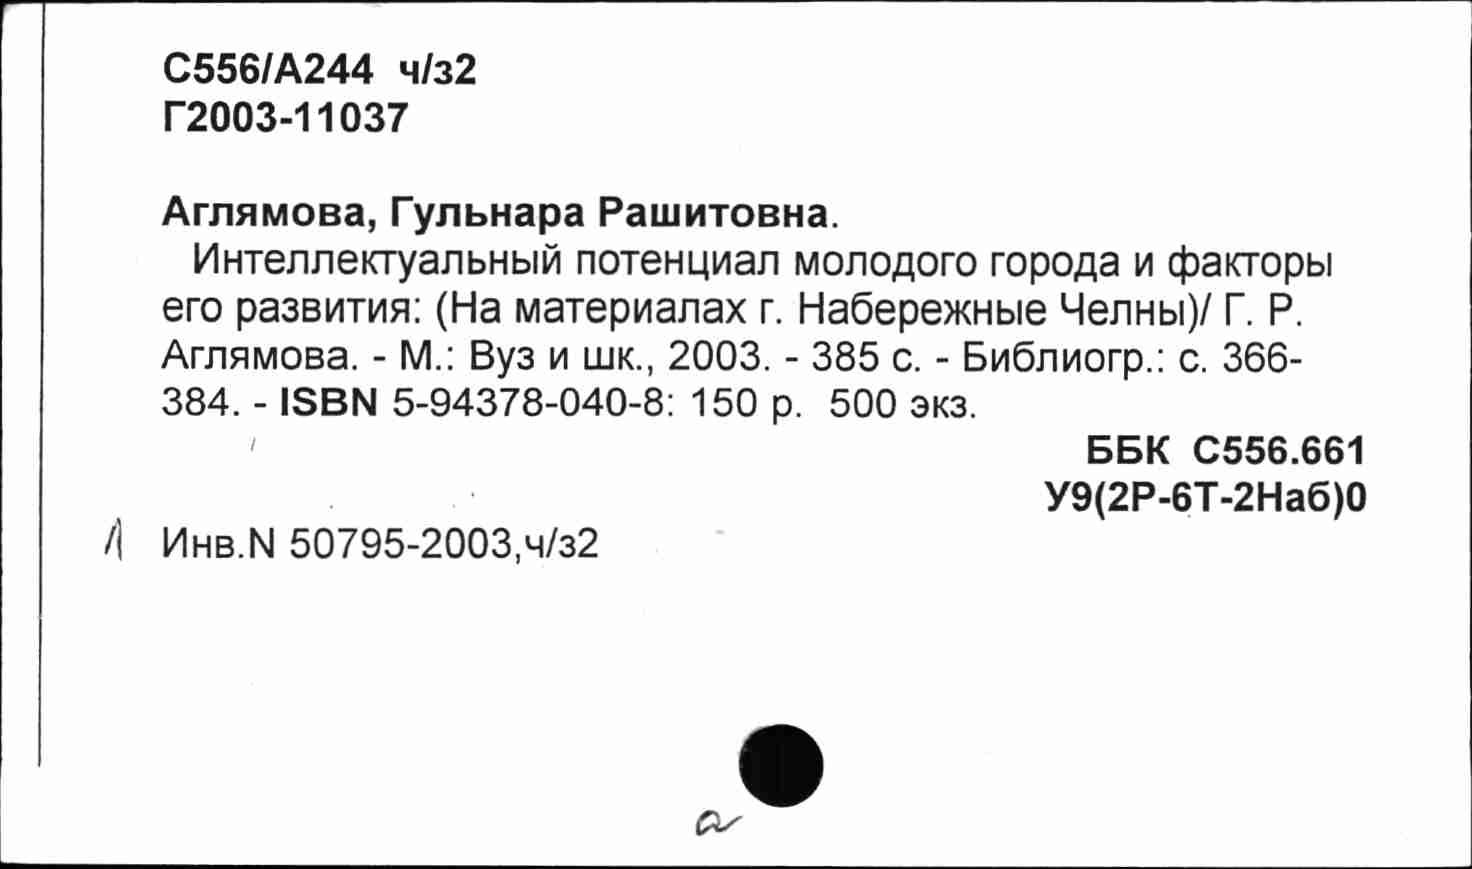 С556/А244 ч/з2
Г2003-11037
Аглямова, Гульнара Рашитовна.
Интеллектуальный потенциал молодого города и факторы
его развития: (На материалах г. Набережные Челны)/ Г. Р.
Аглямова. - М.: Вуз и шк., 2003. - 385 с. - Библиогр.: с. 366-
384. - ISBN 5-94378-040-8: 150 р. 500 экз.
ББК С556.661
У9(2Р-6Т-2Наб)0
Инв.N 50795-2003,ч/з2
а